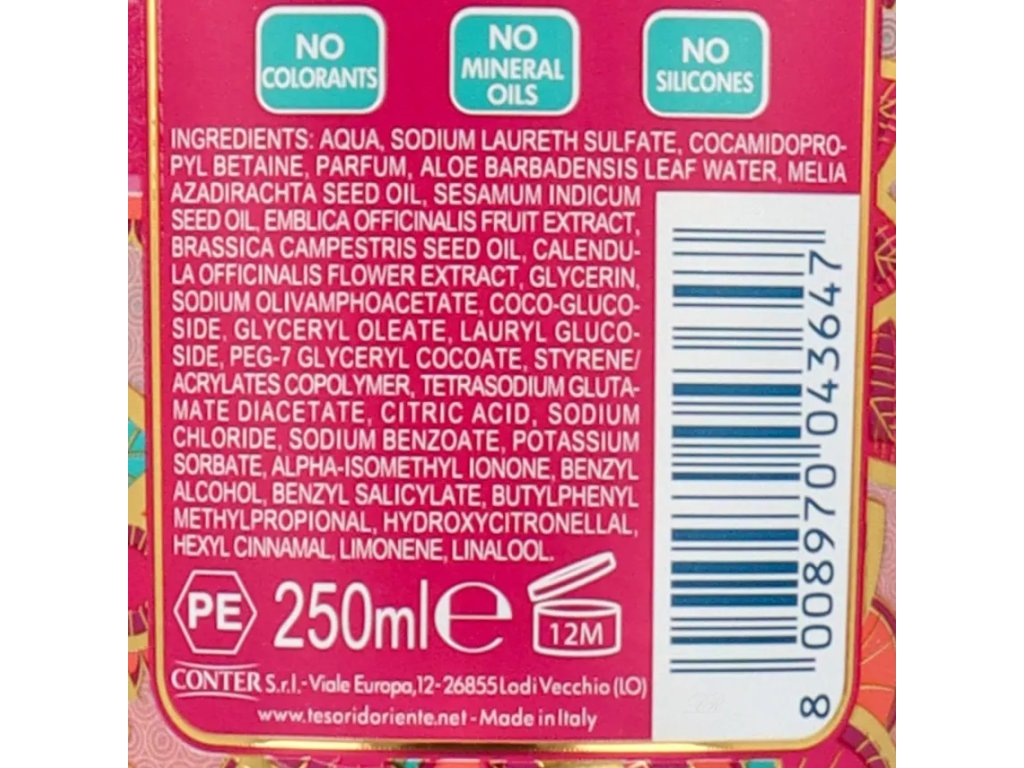 NO
COLORANTS
NO
MINERAL
OILS
NO
SILICONES
INGREDIENTS: AQUA, SODIUM LAURETH SULFATE, COCAMIDOPRO-
PYL BETAINE, PARFUM, ALOE BARBADENSIS LEAF WATER, MELIA
AZADIRACHTA SEED OIL, SESAMUM INDICUM
SEED OIL, EMBLICA OFFICINALIS FRUIT EXTRACT,
BRASSICA CAMPESTRIS SEED OIL, CALENDU-
LA OFFICINALIS FLOWER EXTRACT, GLYCERIN,
SODIUM OLIVAMPHOACETATE, COCO-GLUCO-
SIDE, GLYCERYL OLEATE, LAURYL GLUCO-
SIDE, PEG-7 GLYCERYL COCOATE, STYRENE/
ACRYLATES COPOLYMER, TETRASODIUM GLUTA-
MATE DIACETATE, CITRIC ACID, SODIUM
CHLORIDE, SODIUM BENZOATE, POTASSIUM
SORBATE, ALPHA-ISOMETHYL IONONE, BENZYL
ALCOHOL, BENZYL SALICYLATE, BUTYLPHENYL
METHYLPROPIONAL, HYDROXYCITRONELLAL,
HEXYL CINNAMAL, LIMONENE, LINALOOL.
PE 250ml e 12M
CONTER S.r.l.-Viale Europa,12-26855 Lodi Vecchio (LO)
www.tesoridoriente.net - Made in Italy
8 008970 043647